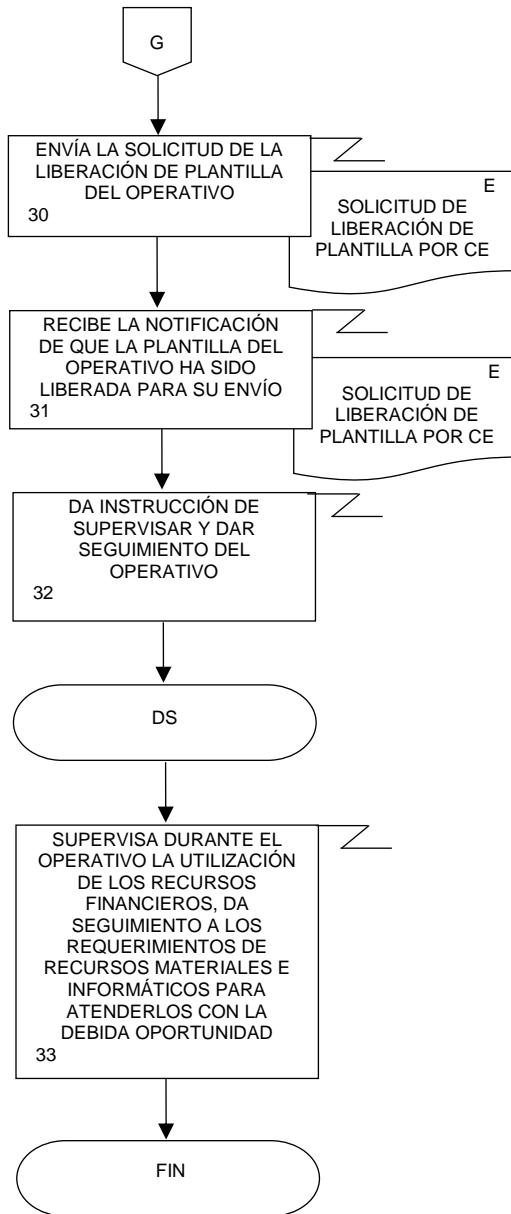 G
ENVÍA LA SOLICITUD DE LA
LIBERACIÓN DE PLANTILLA
DEL OPERATIVO
30
E
SOLICITUD DE
LIBERACIÓN DE
PLANTILLA POR CE
RECIBE LA NOTIFICACIÓN
DE QUE LA PLANTILLA DEL
OPERATIVO HA SIDO
LIBERADA PARA SU ENVÍO
31
E
SOLICITUD DE
LIBERACIÓN DE
PLANTILLA POR CE
DA INSTRUCCIÓN DE
SUPERVISAR Y DAR
SEGUIMIENTO DEL
OPERATIVO
32
DS
SUPERVISA DURANTE EL
OPERATIVO LA UTILIZACIÓN
DE LOS RECURSOS
FINANCIEROS, DA
SEGUIMIENTO A LOS
REQUERIMIENTOS DE
RECURSOS MATERIALES E
INFORMÁTICOS PARA
ATENDERLOS CON LA
DEBIDA OPORTUNIDAD
33
FIN